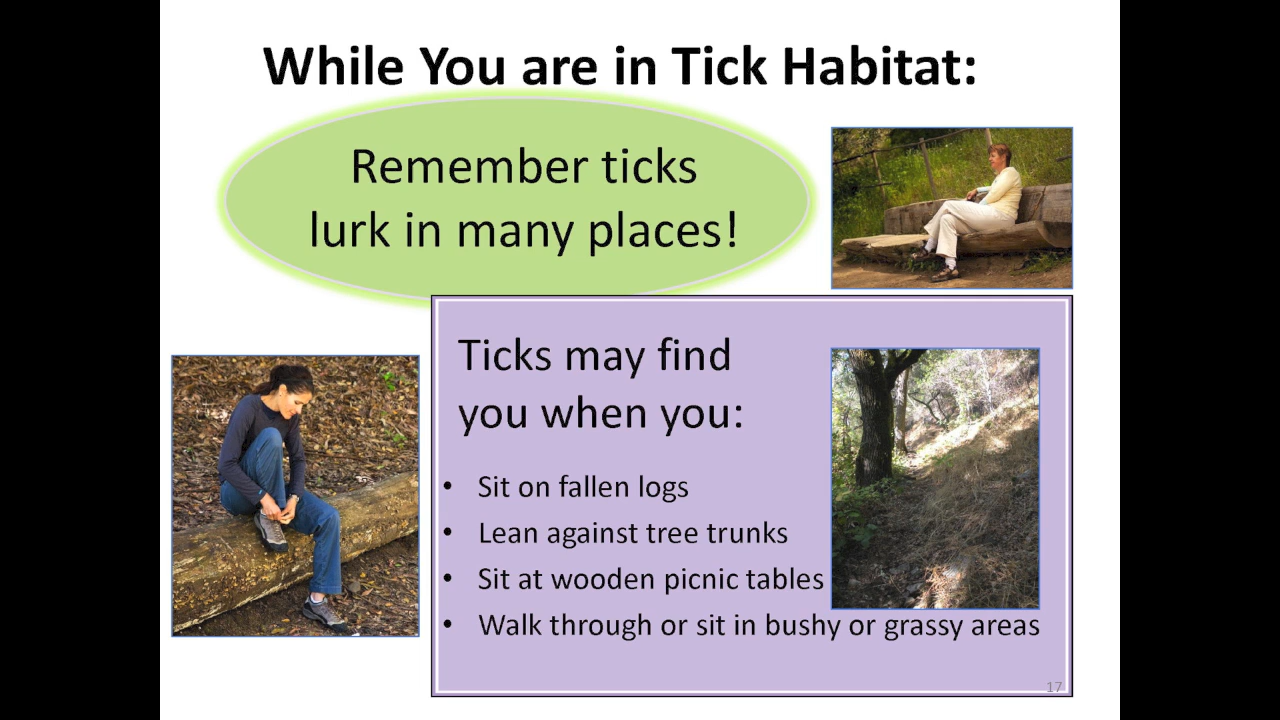 While You are in Tick Habitat:
Remember ticks
lurk in many places!
Ticks may find
you when you:
• Sit on fallen logs
• Lean against tree trunks
• Sit at wooden picnic tables
• Walk through or sit in bushy or grassy areas
17